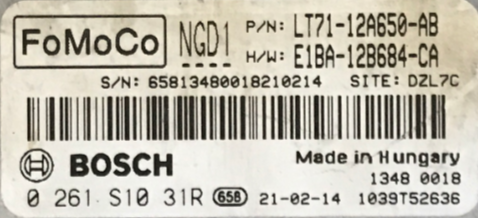 FoMoCo NGD1 P/N: LT71-12A650-AB
H/W: E1BA-12B684-CA
S/N: 65813480018210214 SITE: DZL7C
BOSCH Made in Hungary
1348 0018
0 261 S10 31R 658 21-02-14 1039T52636